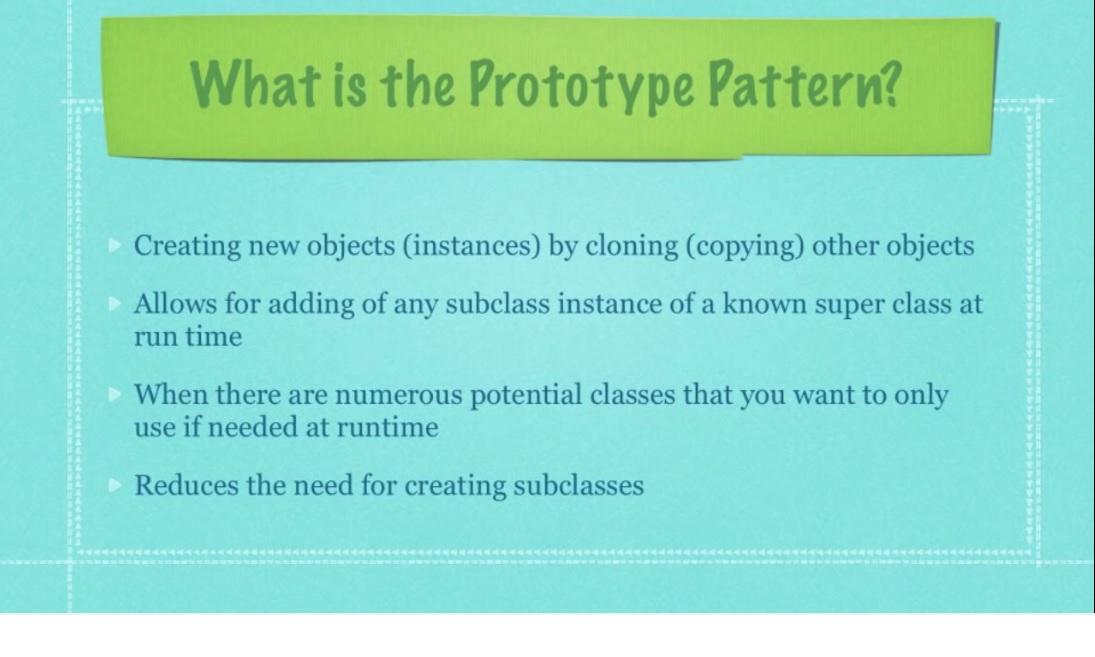 What is the Prototype Pattern?
Creating new objects (instances) by cloning (copying) other objects
Allows for adding of any subclass instance of a known super class at
run time
When there are numerous potential classes that you want to only
use if needed at runtime
Reduces the need for creating subclasses